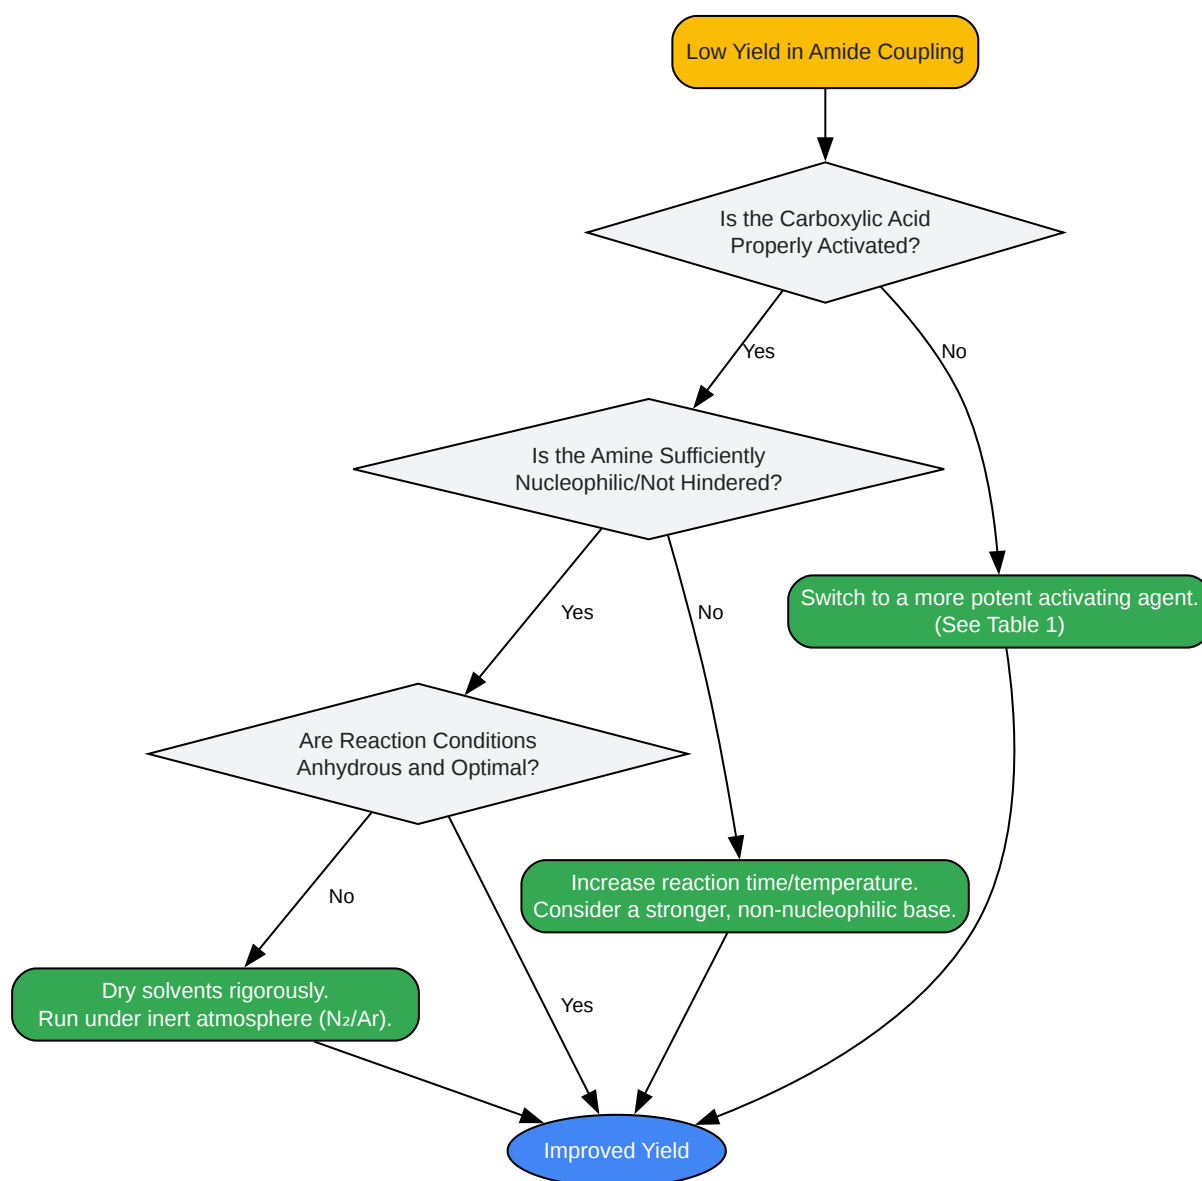 Low Yield in Amide Coupling
Is the Carboxylic Acid
Properly Activated?
Yes
No
Is the Amine Sufficiently
Nucleophilic/Not Hindered?
Yes
No
Switch to a more potent activating agent.
(See Table 1)
Are Reaction Conditions
Anhydrous and Optimal?
No
Yes
Increase reaction time/temperature.
Consider a stronger, non-nucleophilic base.
Dry solvents rigorously.
Run under inert atmosphere (N₂/Ar).
Improved Yield